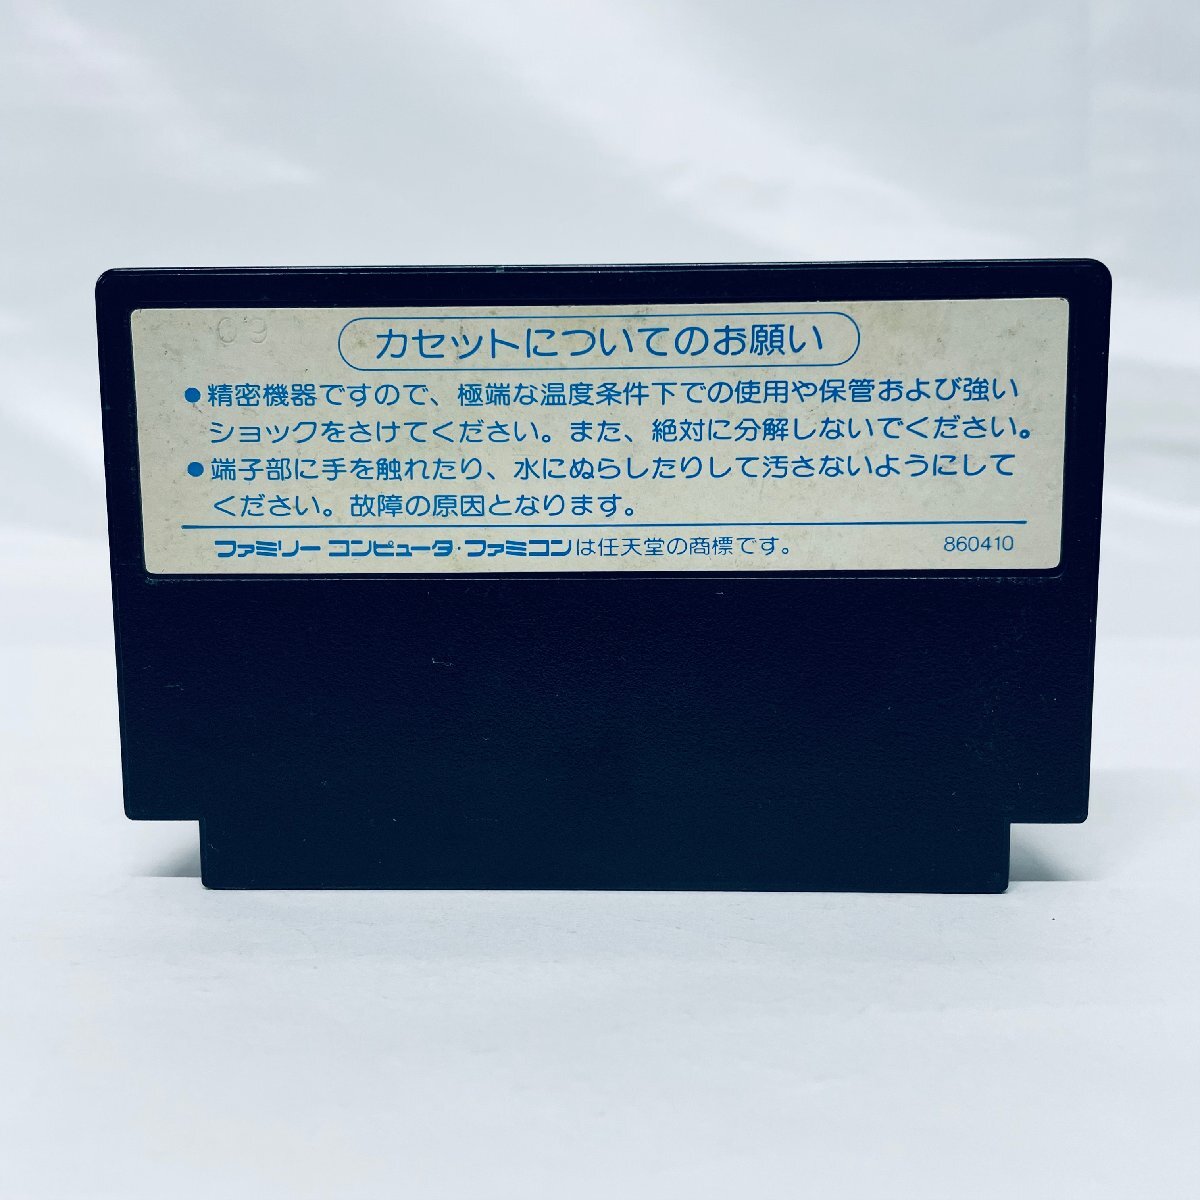 09
カセットについてのお願い
●精密機器ですので、極端な温度条件下での使用や保管および強い
ショックをさけてください。また、絶対に分解しないでください。
●端子部に手を触れたり、水にぬらしたりして汚さないようにして
ください。故障の原因となります。
ファミリーコンピュータ・ファミコンは任天堂の商標です。 860410